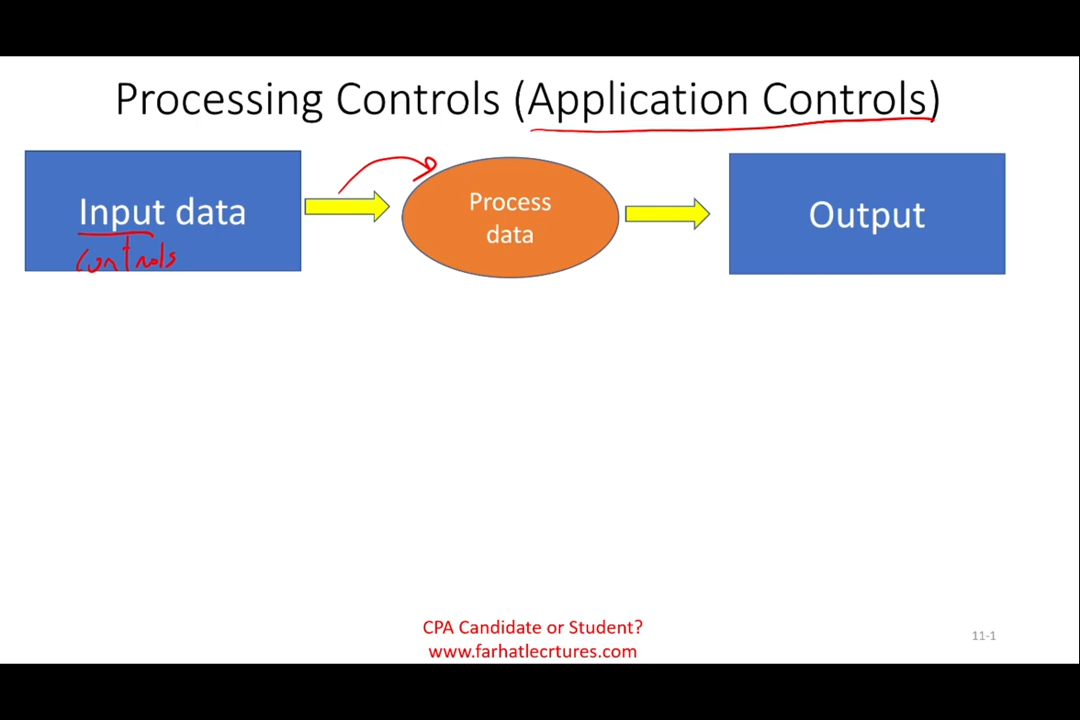 Processing Controls (Application Controls)
Input data
controls
Process
data
Output
CPA Candidate or Student?
www.farhatlecrtures.com
11-1